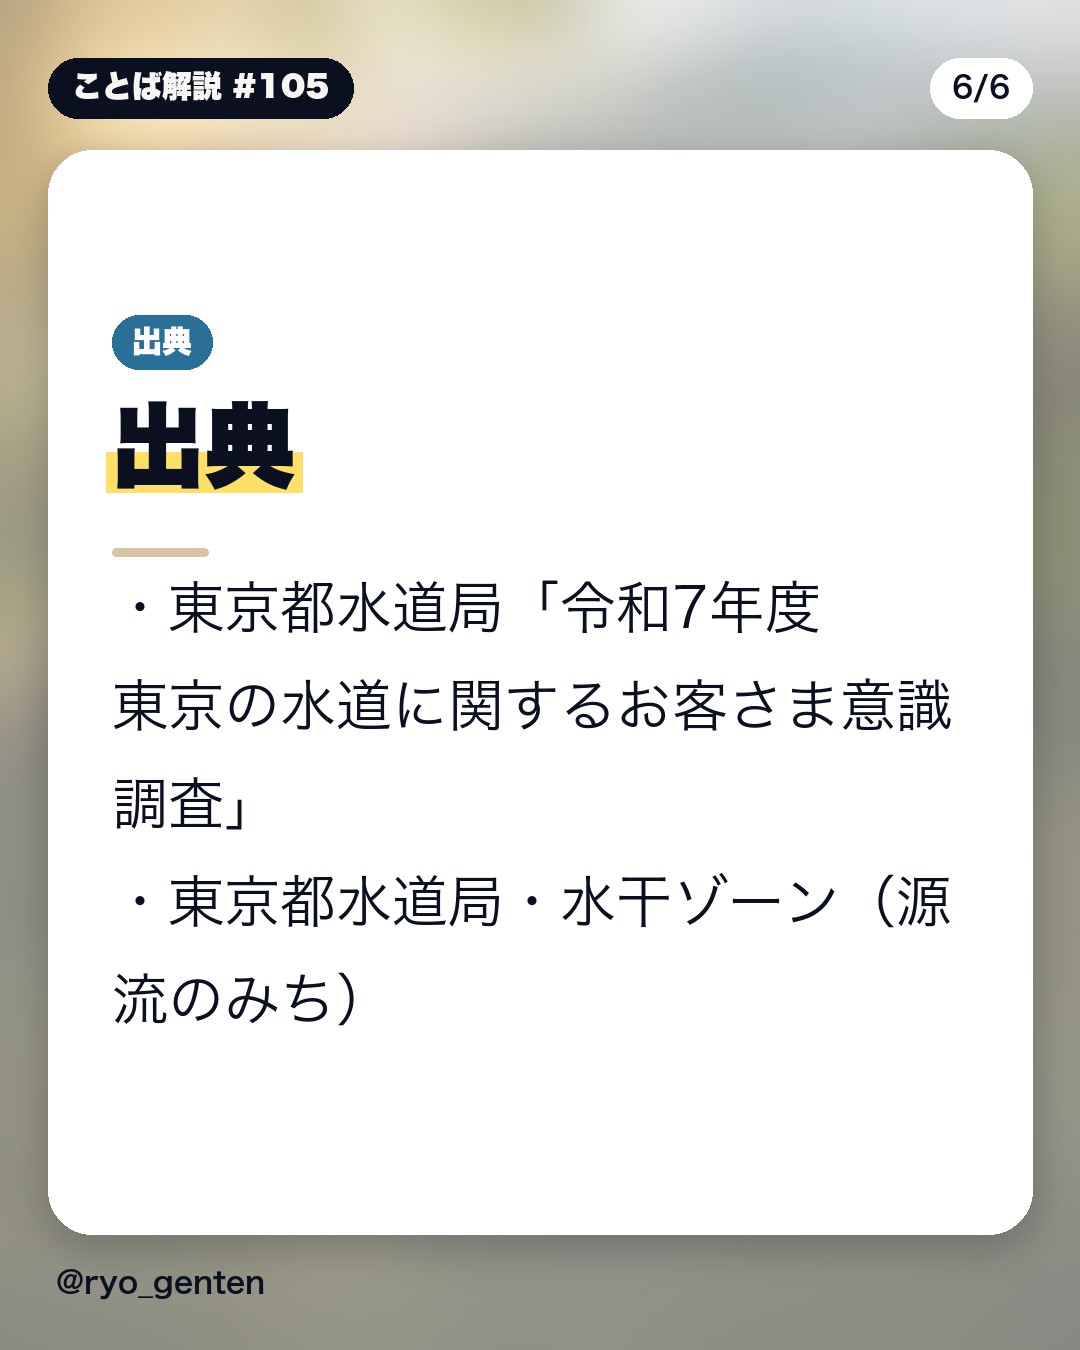 ことば解説 #105
6/6
出典
出典
・東京都水道局「令和7年度
東京の水道に関するお客さま意識
調査」
・東京都水道局・水干ゾーン（源
流のみち）
@ryo_genten